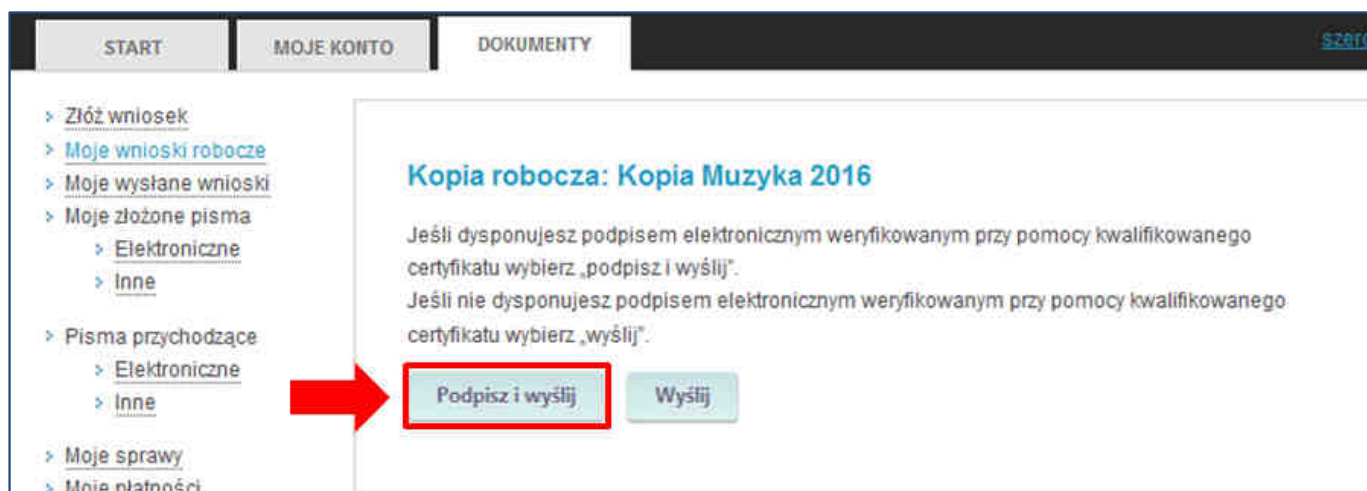 START
MOJE KONTO
DOKUMENTY
Złóż wniosek
Moje wnioski robocze
Moje wysłane wnioski
Moje złożone pisma
Elektroniczne
Inne
Pisma przychodzące
Elektroniczne
Inne
Moje sprawy
Moje płatności
Kopia robocza: Kopia Muzyka 2016
Jeśli dysponujesz podpisem elektronicznym weryfikowanym przy pomocy kwalifikowanego
certyfikatu wybierz „podpisz i wyślij”.
Jeśli nie dysponujesz podpisem elektronicznym weryfikowanym przy pomocy kwalifikowanego
certyfikatu wybierz „wyślij”.
Podpisz i wyślij
Wyślij